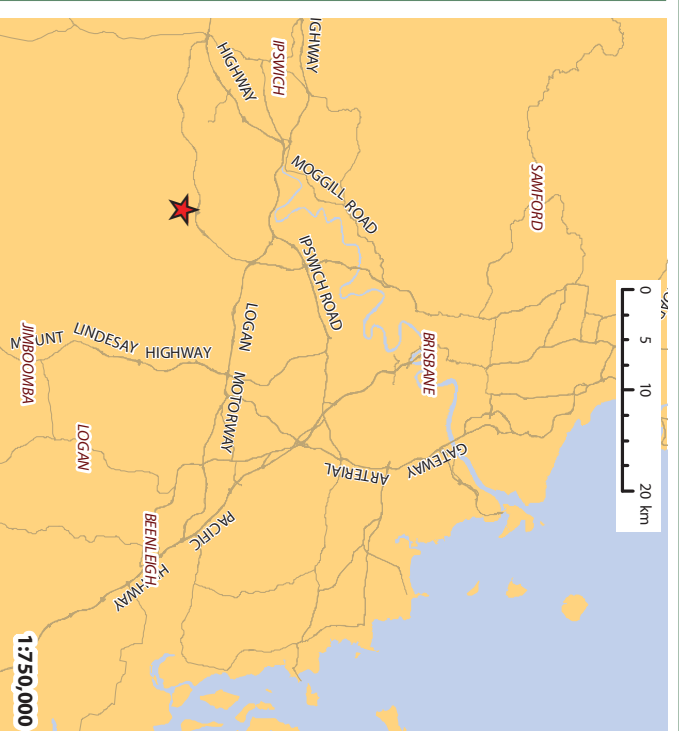 IGHWAY
IPSWICH
HIGHWAY
MOGGILL ROAD
SAMFORD
IPSWICH ROAD
0
5
10
20 km
BRISBANE
LOGAN
MOTORWAY
MOUNT LINDESAY HIGHWAY
JIMBOOMBA
LOGAN
GATEWAY
ARTERIAL
PACIFIC
HIGHWAY
BEENLEIGH
1:750,000